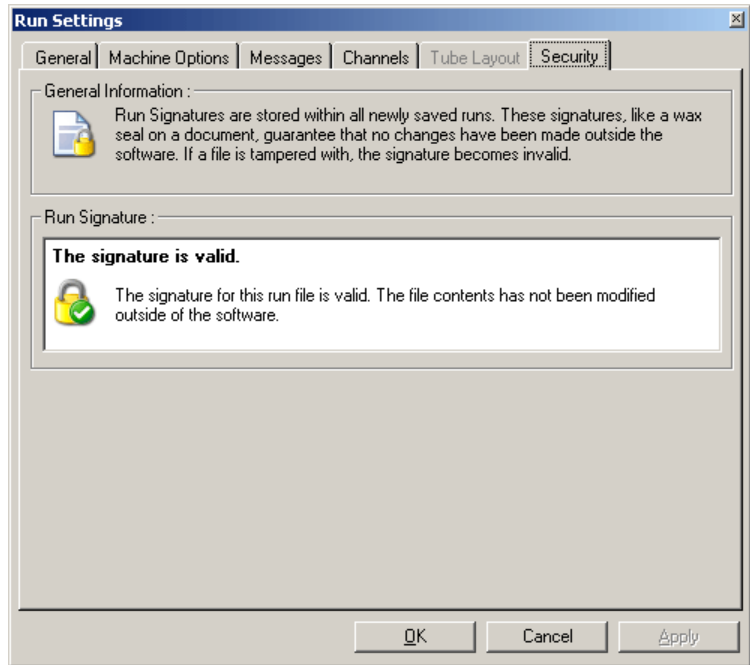 Run Settings
General Machine Options Messages Channels Tube Layout Security
General Information :
Run Signatures are stored within all newly saved runs. These signatures, like a wax
seal on a document, guarantee that no changes have been made outside the
software. If a file is tampered with, the signature becomes invalid.
Run Signature :
The signature is valid.
The signature for this run file is valid. The file contents has not been modified
outside of the software.
OK Cancel Apply